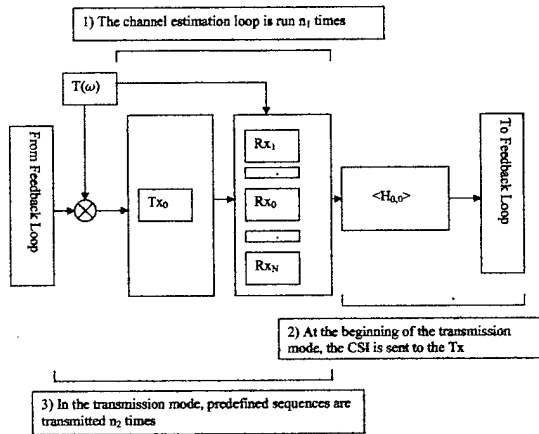 1) The channel estimation loop is run n₁ times
T(ω)
From Feedback Loop
Tx₀
Rx₁
Rx₀
Rx_N
<H₀,₀>
To Feedback Loop
2) At the beginning of the transmission
mode, the CSI is sent to the Tx
3) In the transmission mode, predefined sequences are
transmitted n₂ times